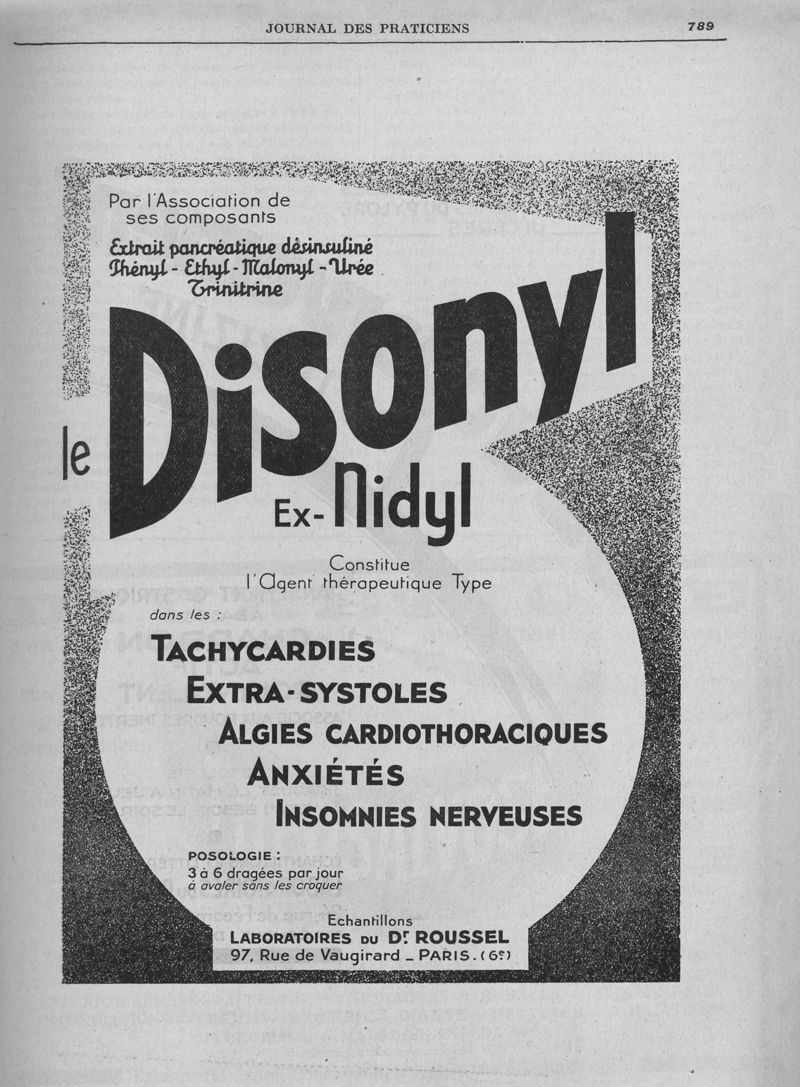 JOURNAL DES PRATICIENS
789
Par l'Association de
ses composants
Extrait pancréatique désinsuliné
Phényl - Ethyl - Malonyl - Urée
Trinitrine
le Disonyl
Ex-Nidyl
Constitue
l'Agent thérapeutique Type
dans les :
TACHYCARDIES
EXTRA-SYSTOLES
ALGIES CARDIOTHORACIQUES
ANXIÉTÉS
INSOMNIES NERVEUSES
POSOLOGIE :
3 à 6 dragées par jour
à avaler sans les croquer
Echantillons
LABORATOIRES DU Dr ROUSSEL
97, Rue de Vaugirard _ PARIS. (6e)